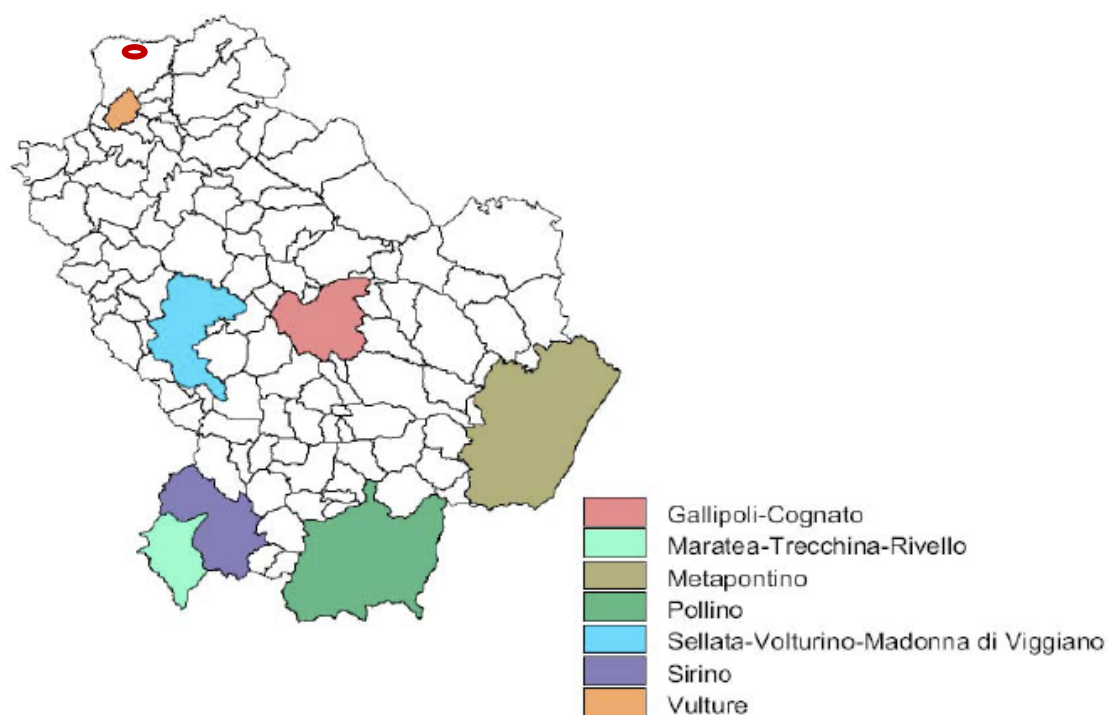 Gallipoli-Cognato
Maratea-Trecchina-Rivello
Metapontino
Pollino
Sellata-Volturino-Madonna di Viggiano
Sirino
Vulture